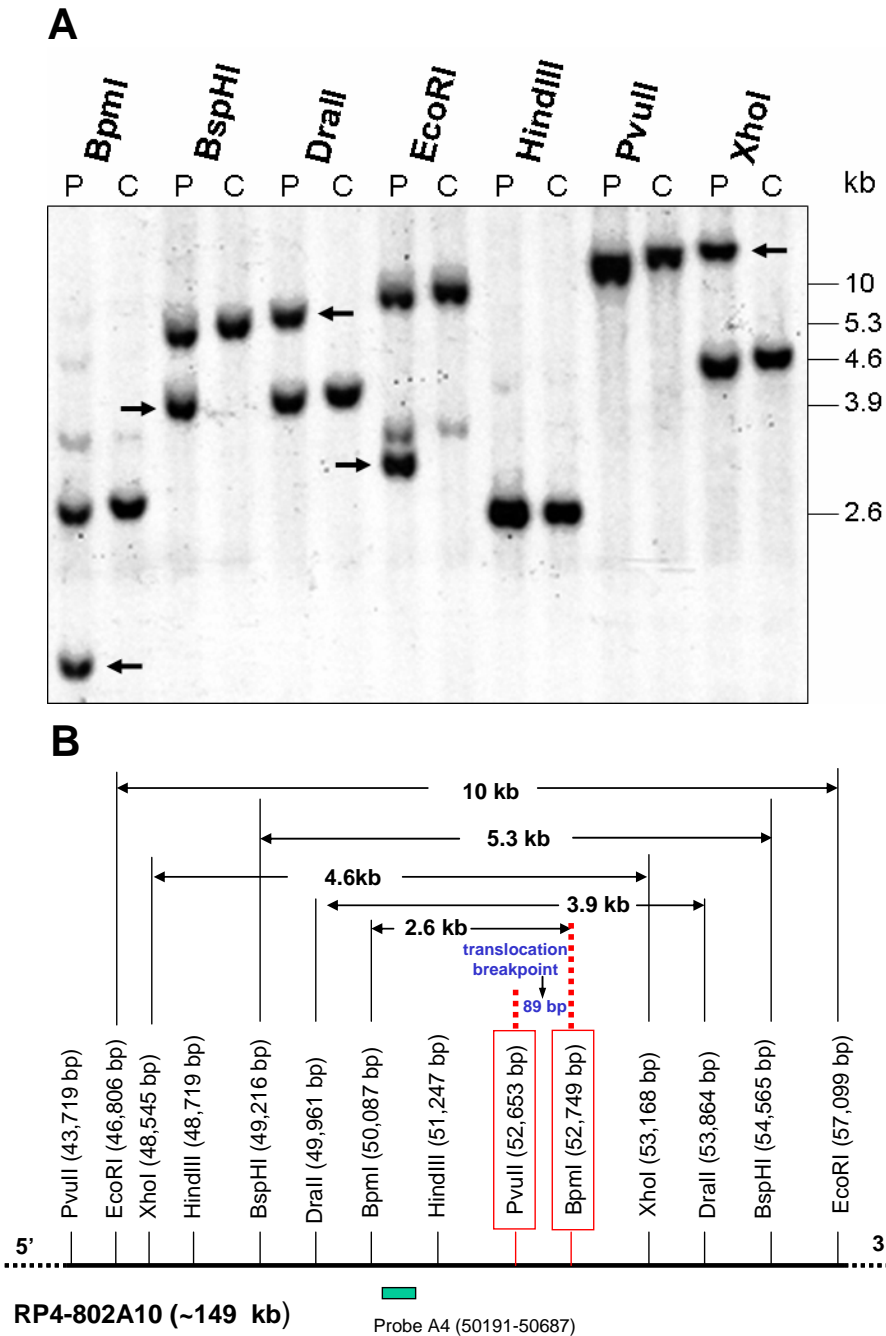 A
BpmI
BspHI
DraII
EcoRI
HindIII
PvuII
XhoI
P C P C P C P C P C P C P C
kb
10
5.3
4.6
3.9
2.6
B
10 kb
5.3 kb
4.6kb
3.9 kb
2.6 kb
translocation
breakpoint
89 bp
PvuII (43,719 bp)
EcoRI (46,806 bp)
XhoI (48,545 bp)
HindIII (48,719 bp)
BspHI (49,216 bp)
DraII (49,961 bp)
BpmI (50,087 bp)
HindIII (51,247 bp)
PvuII (52,653 bp)
BpmI (52,749 bp)
XhoI (53,168 bp)
DraII (53,864 bp)
BspHI (54,565 bp)
EcoRI (57,099 bp)
5’
3
RP4-802A10 (~149 kb)
Probe A4 (50191-50687)